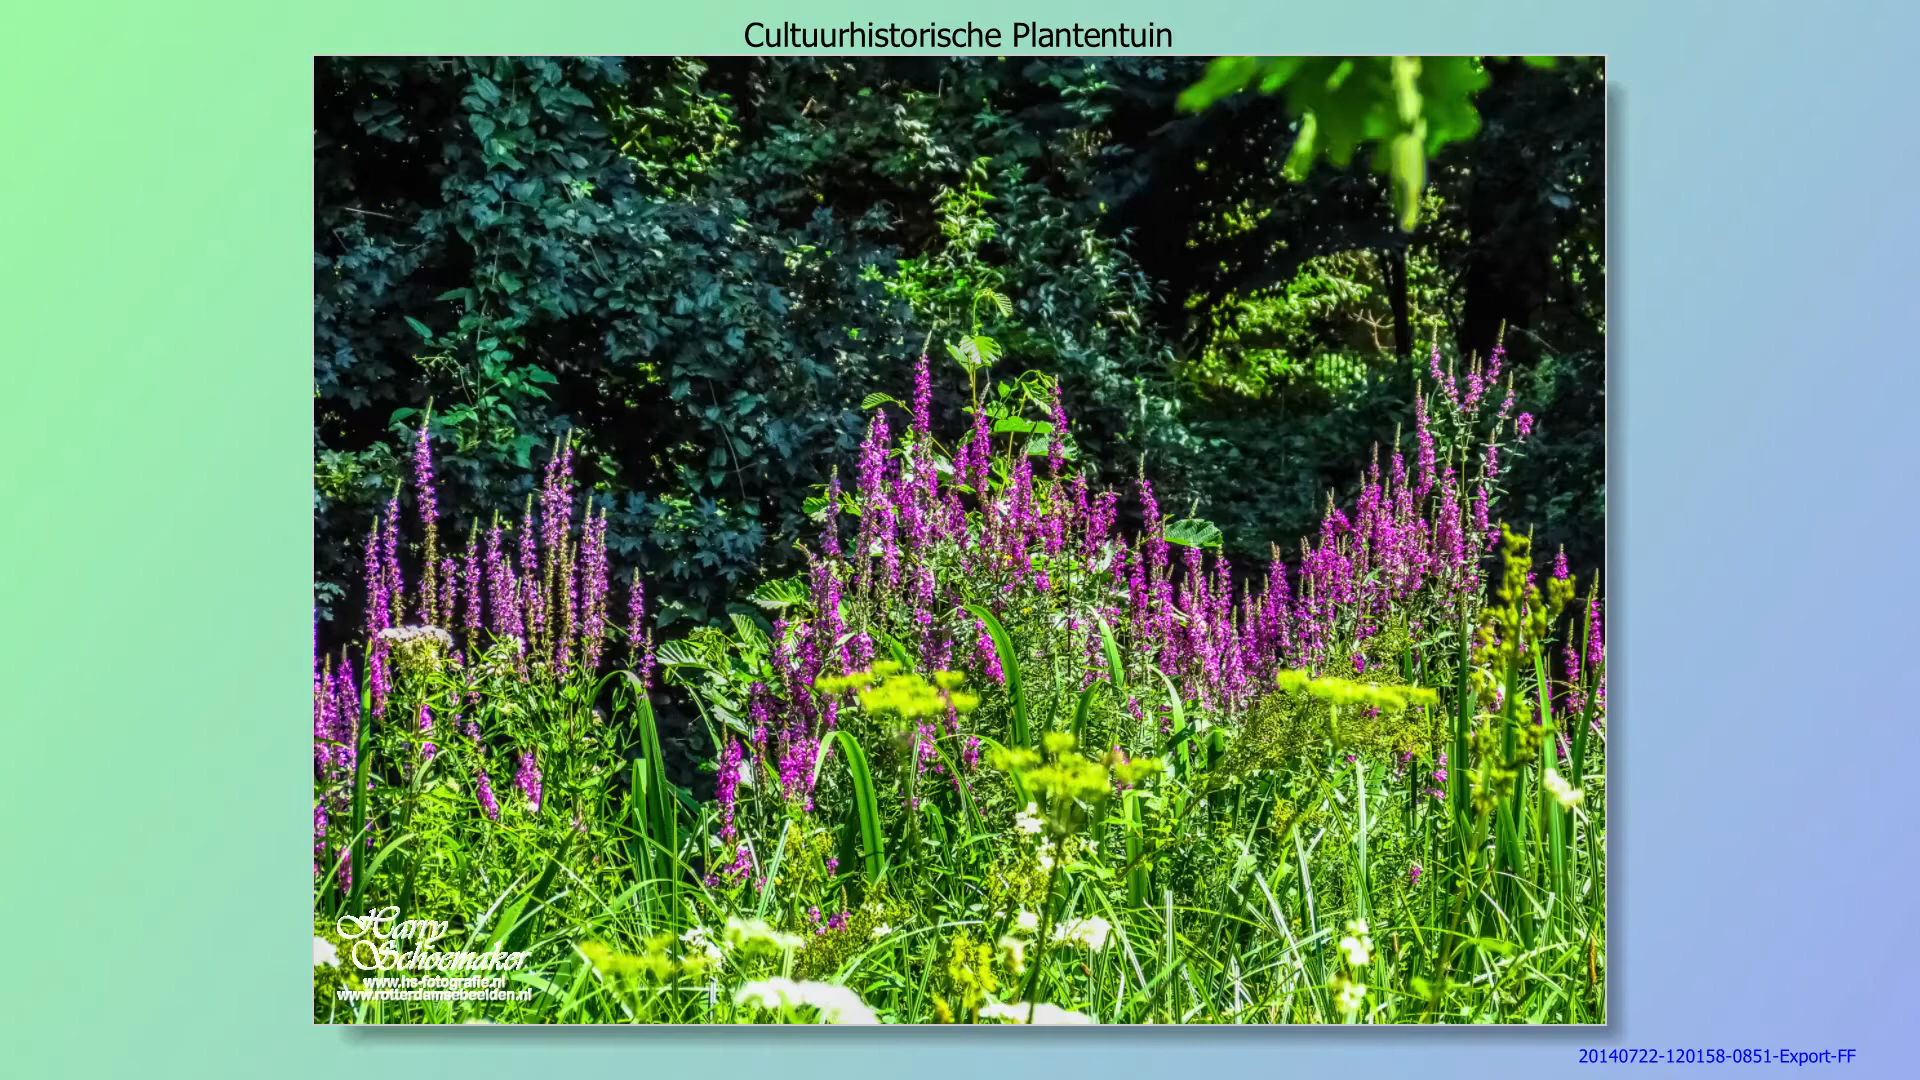 Cultuurhistorische Plantentuin
Harry
Schoemaker
www.hs-fotografie.nl
www.rotterdamsebeelden.nl
20140722-120158-0851-Export-FF